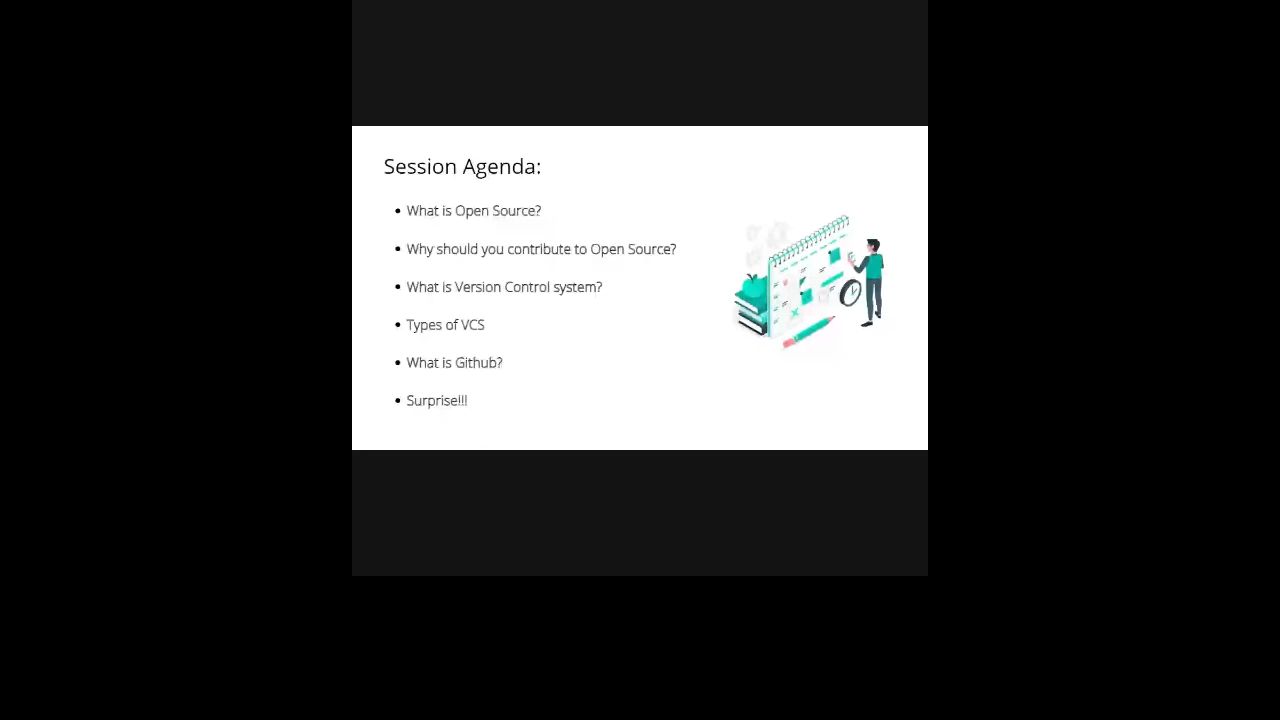 Session Agenda:
• What is Open Source?
• Why should you contribute to Open Source?
• What is Version Control system?
• Types of VCS
• What is Github?
• Surprise!!!